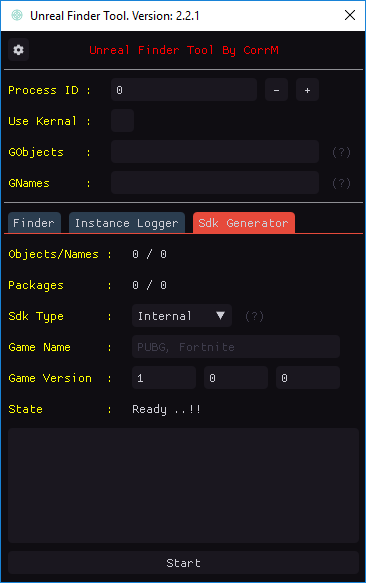 Unreal Finder Tool. Version: 2.2.1
Unreal Finder Tool By CorrM
Process ID : 0 - +
Use Kernal :
GObjects : (?)
GNames : (?)
Finder Instance Logger Sdk Generator
Objects/Names : 0 / 0
Packages : 0 / 0
Sdk Type : Internal (?)
Game Name : PUBG, Fortnite
Game Version : 1 0 0
State : Ready ..!!
Start